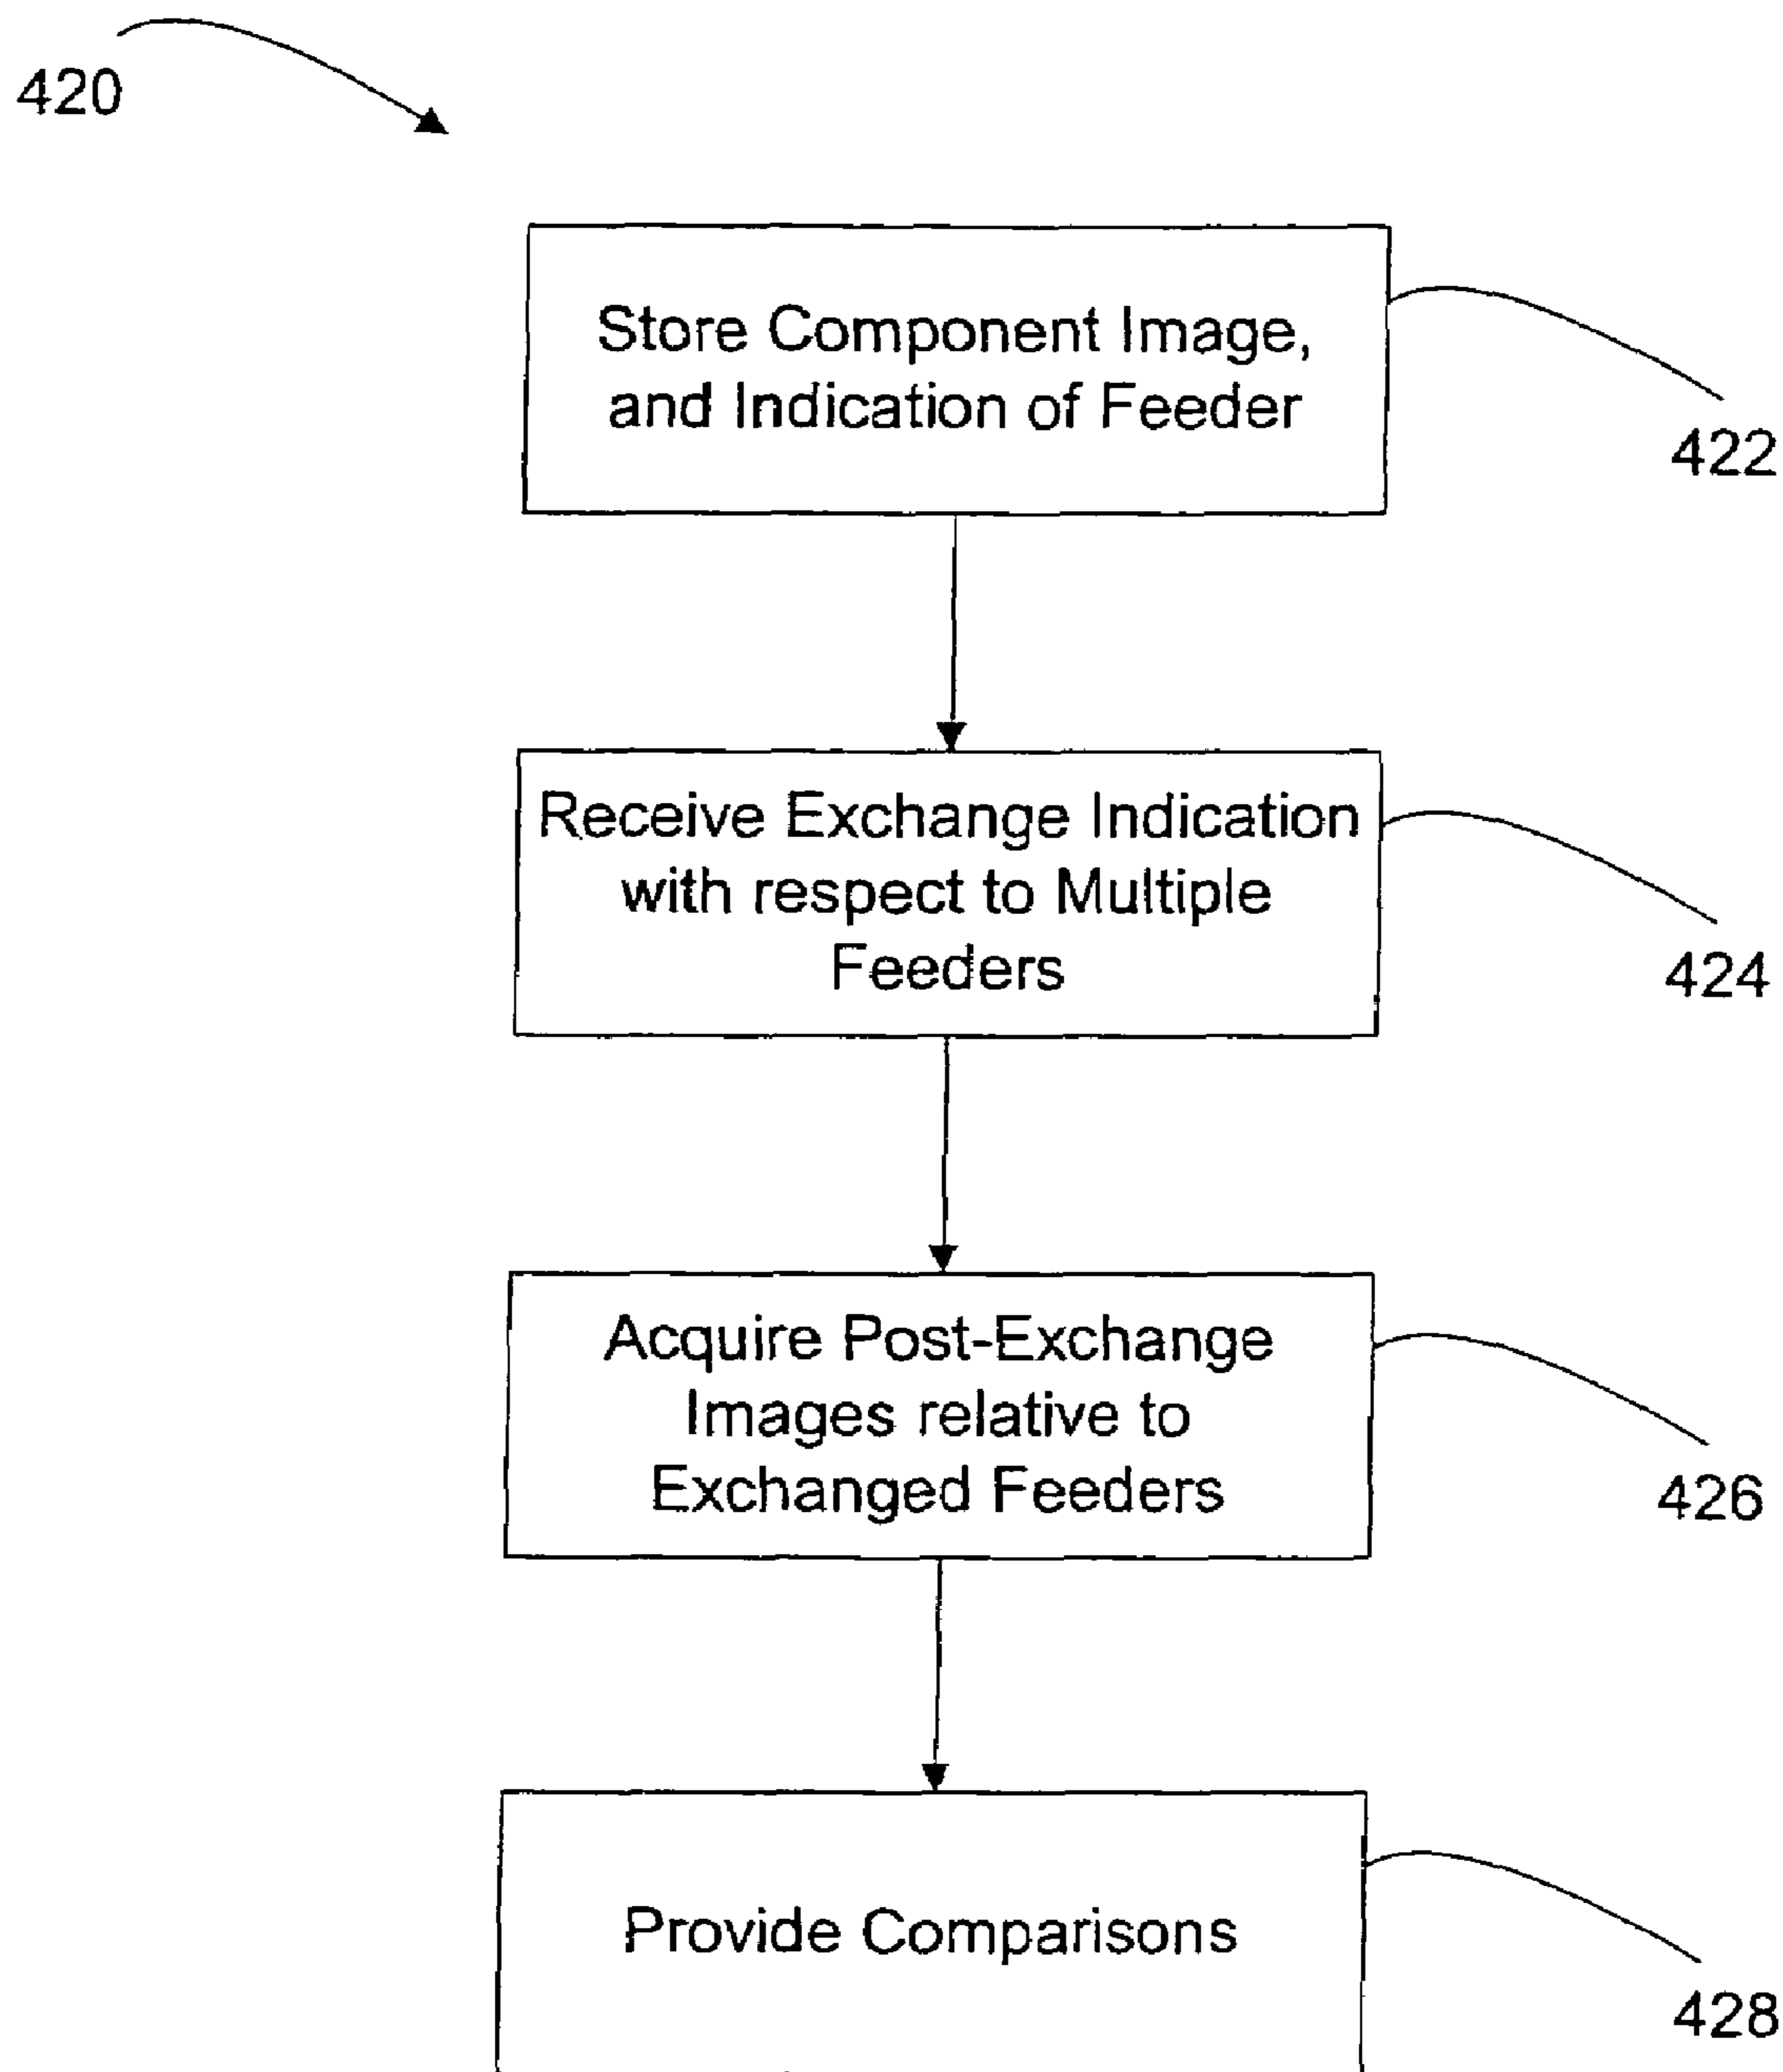 420
Store Component Image,
and Indication of Feeder
422
Receive Exchange Indication
with respect to Multiple
Feeders
424
Acquire Post-Exchange
Images relative to
Exchanged Feeders
426
Provide Comparisons
428